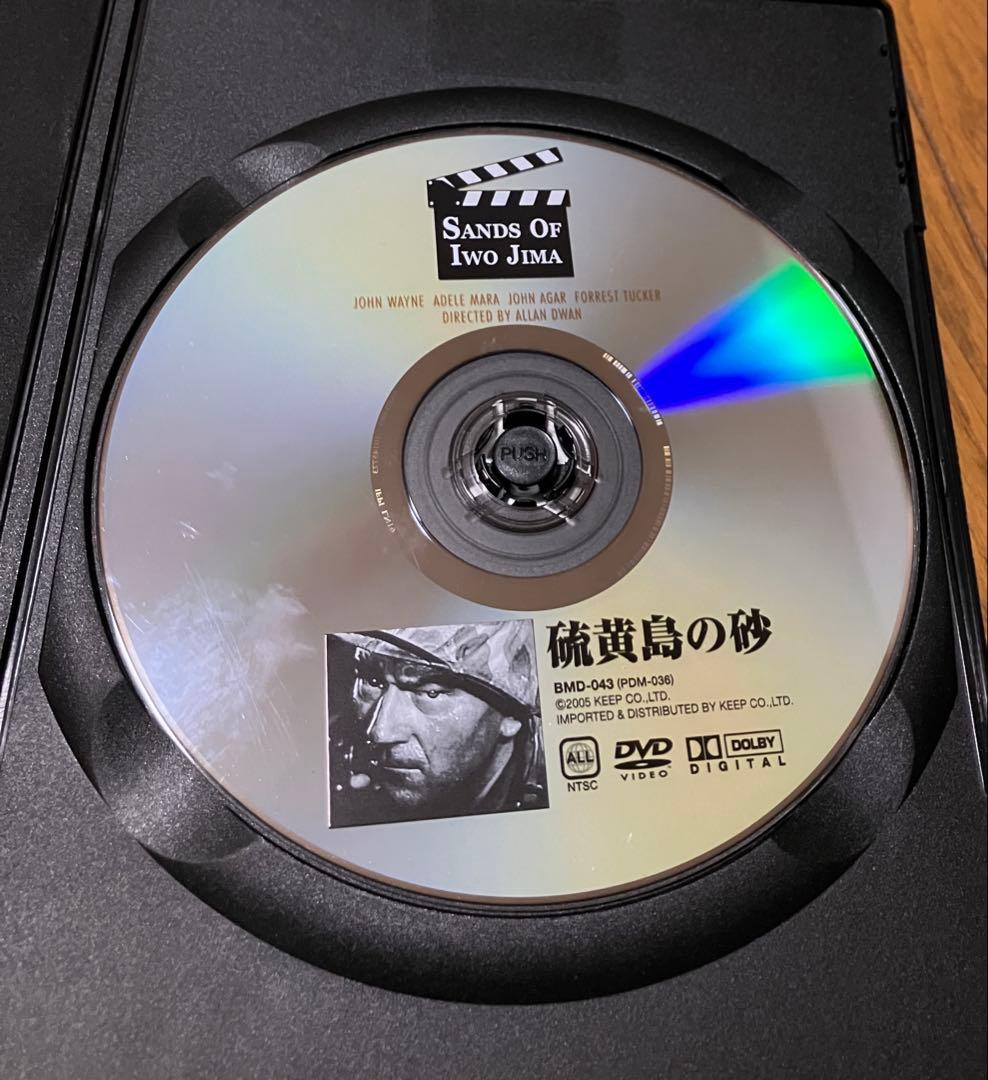 SANDS OF
IWO JIMA
JOHN WAYNE ADELE MARA JOHN AGAR FORREST TUCKER
DIRECTED BY ALLAN DWAN
PUSH
硫黄島の砂
BMD-043 (PDM-036)
©2005 KEEP CO.,LTD.
IMPORTED & DISTRIBUTED BY KEEP CO.,LTD.
ALL
NTSC
DVD
VIDEO
DOLBY
DIGITAL